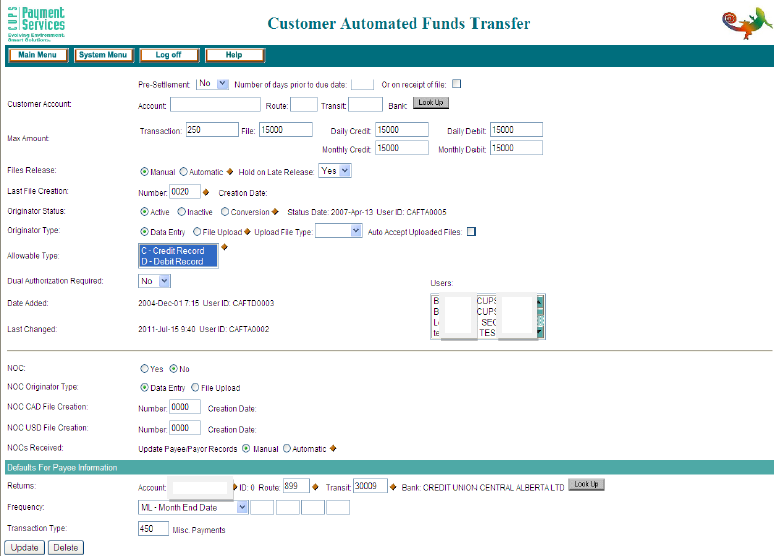 CUPS Payment Services
Evolving Environment.
Smart Solutions.
Customer Automated Funds Transfer
Main Menu System Menu Log off Help
Pre-Settlement: No Number of days prior to due date: Or on receipt of file:
Customer Account: Account: Route: Transit: Bank: Look Up
Max Amount: Transaction: 250 File: 15000 Daily Credit: 15000 Daily Debit: 15000
Monthly Credit: 15000 Monthly Debit: 15000
Files Release: Manual Automatic Hold on Late Release: Yes
Last File Creation: Number: 0020 Creation Date:
Originator Status: Active Inactive Conversion Status Date: 2007-Apr-13 User ID: CAFTA0005
Originator Type: Data Entry File Upload Upload File Type: Auto Accept Uploaded Files:
Allowable Type: C - Credit Record
D - Debit Record
Dual Authorization Required: No
Users:
Date Added: 2004-Dec-01 7:15 User ID: CAFTD0003
B CUPS
B CUPS
L SEC
te TES
Last Changed: 2011-Jul-15 9:40 User ID: CAFTA0002
NOC: Yes No
NOC Originator Type: Data Entry File Upload
NOC CAD File Creation: Number: 0000 Creation Date:
NOC USD File Creation: Number: 0000 Creation Date:
NOCs Received: Update Payee/Payor Records Manual Automatic
Defaults For Payee Information
Returns: Account: ID: 0 Route: 899 Transit: 30009 Bank: CREDIT UNION CENTRAL ALBERTA LTD Look Up
Frequency: ML - Month End Date
Transaction Type: 450 Misc. Payments
Update Delete